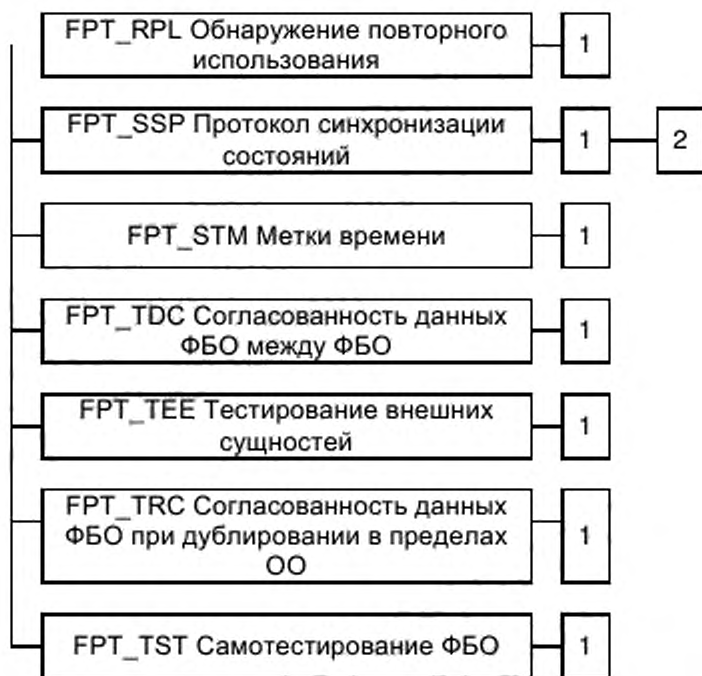 FPT_RPL Обнаружение повторного
использования
1
FPT_SSP Протокол синхронизации
состояний
1
2
FPT_STM Метки времени
1
FPT_TDC Согласованность данных
ФБО между ФБО
1
FPT_TEE Тестирование внешних
сущностей
1
FPT_TRC Согласованность данных
ФБО при дублировании в пределах
ОО
1
FPT_TST Самотестирование ФБО
1